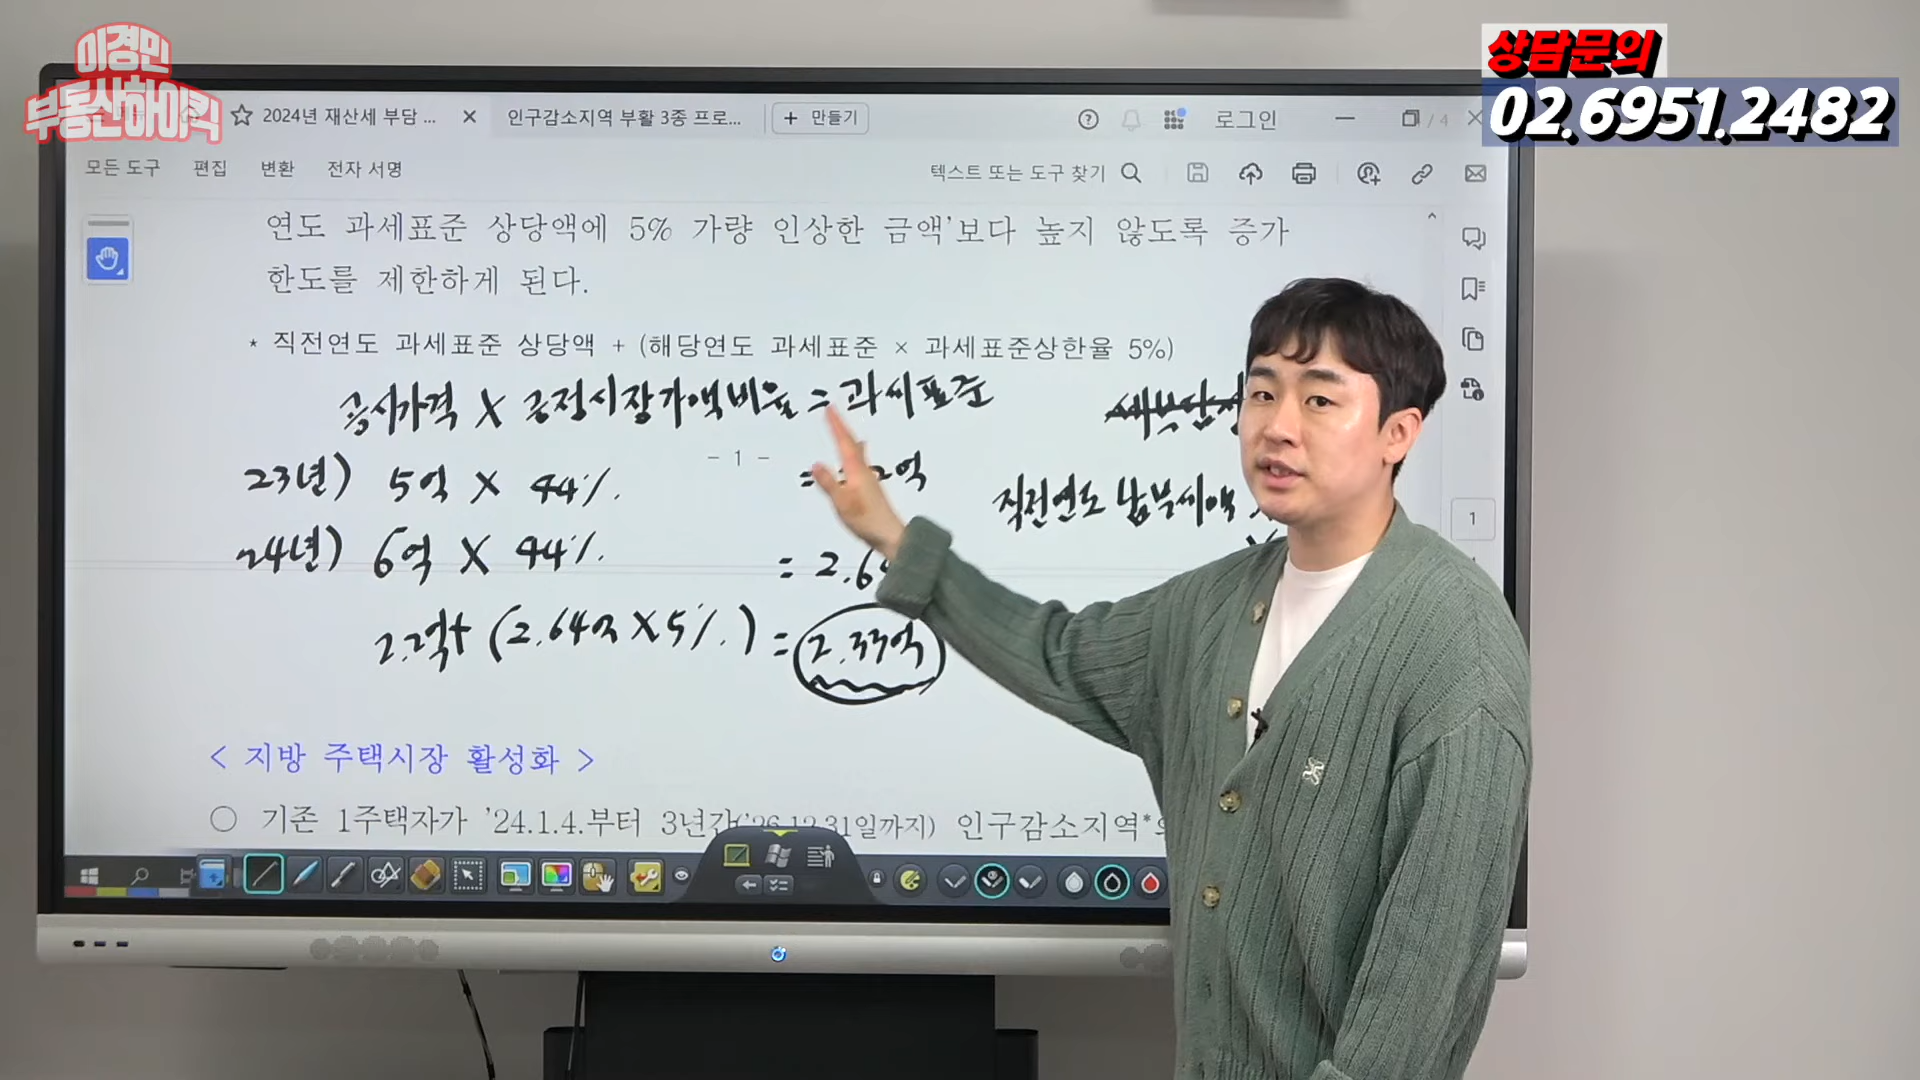 이경민
부동산하이킥
상담문의
02.6951.2482
2024년 재산세 부담 ...
인구감소지역 부활 3종 프로...
+ 만들기
로그인
/ 4
모든 도구 편집 변환 전자 서명
텍스트 또는 도구 찾기
연도 과세표준 상당액에 5% 가량 인상한 금액'보다 높지 않도록 증가
한도를 제한하게 된다.
* 직전연도 과세표준 상당액 + (해당연도 과세표준 × 과세표준상한율 5%)
공시가격 X 공정시장가액비율 = 과세표준
- 1 -
23년) 5억 X 44%
24년) 6억 X 44% = 2.6
2.2억+ (2.64억 X 5%) = 2.33억
세부담
직전연도 납부세액
1
< 지방 주택시장 활성화 >
○ 기존 1주택자가 '24.1.4.부터 3년간('26.12.31일까지) 인구감소지역*